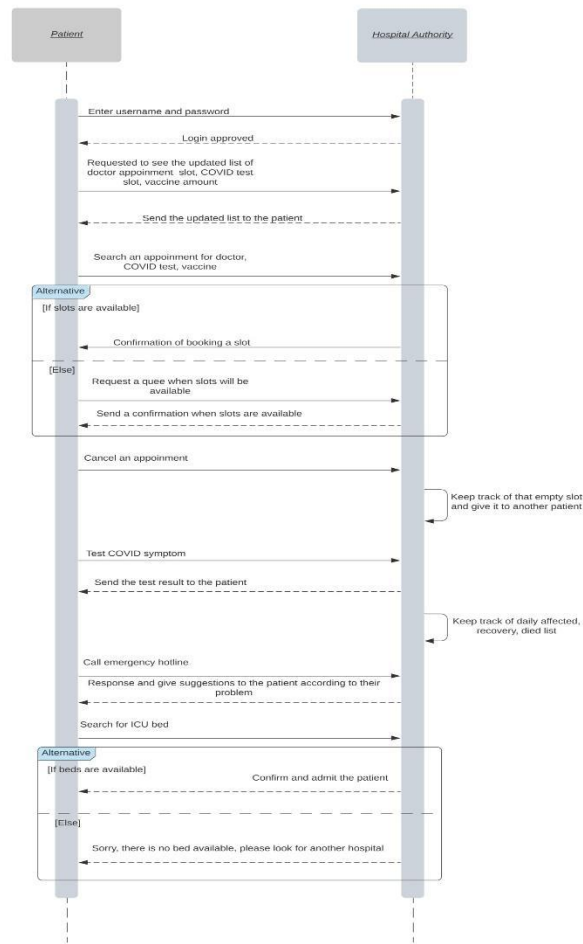 Patient
Hospital Authority
Enter username and password
Login approved
Requested to see the updated list of
doctor appoinment slot, COVID test
slot, vaccine amount
Send the updated list to the patient
Search an appoinment for doctor,
COVID test, vaccine
Alternative
[If slots are available]
Confirmation of booking a slot
[Else]
Request a quee when slots will be
available
Send a confirmation when slots are available
Cancel an appoinment
Keep track of that empty slot
and give it to another patient
Test COVID symptom
Send the test result to the patient
Keep track of daily affected,
recovery, died list
Call emergency hotline
Response and give suggestions to the patient according to their
problem
Search for ICU bed
Alternative
[If beds are available]
Confirm and admit the patient
[Else]
Sorry, there is no bed available, please look for another hospital